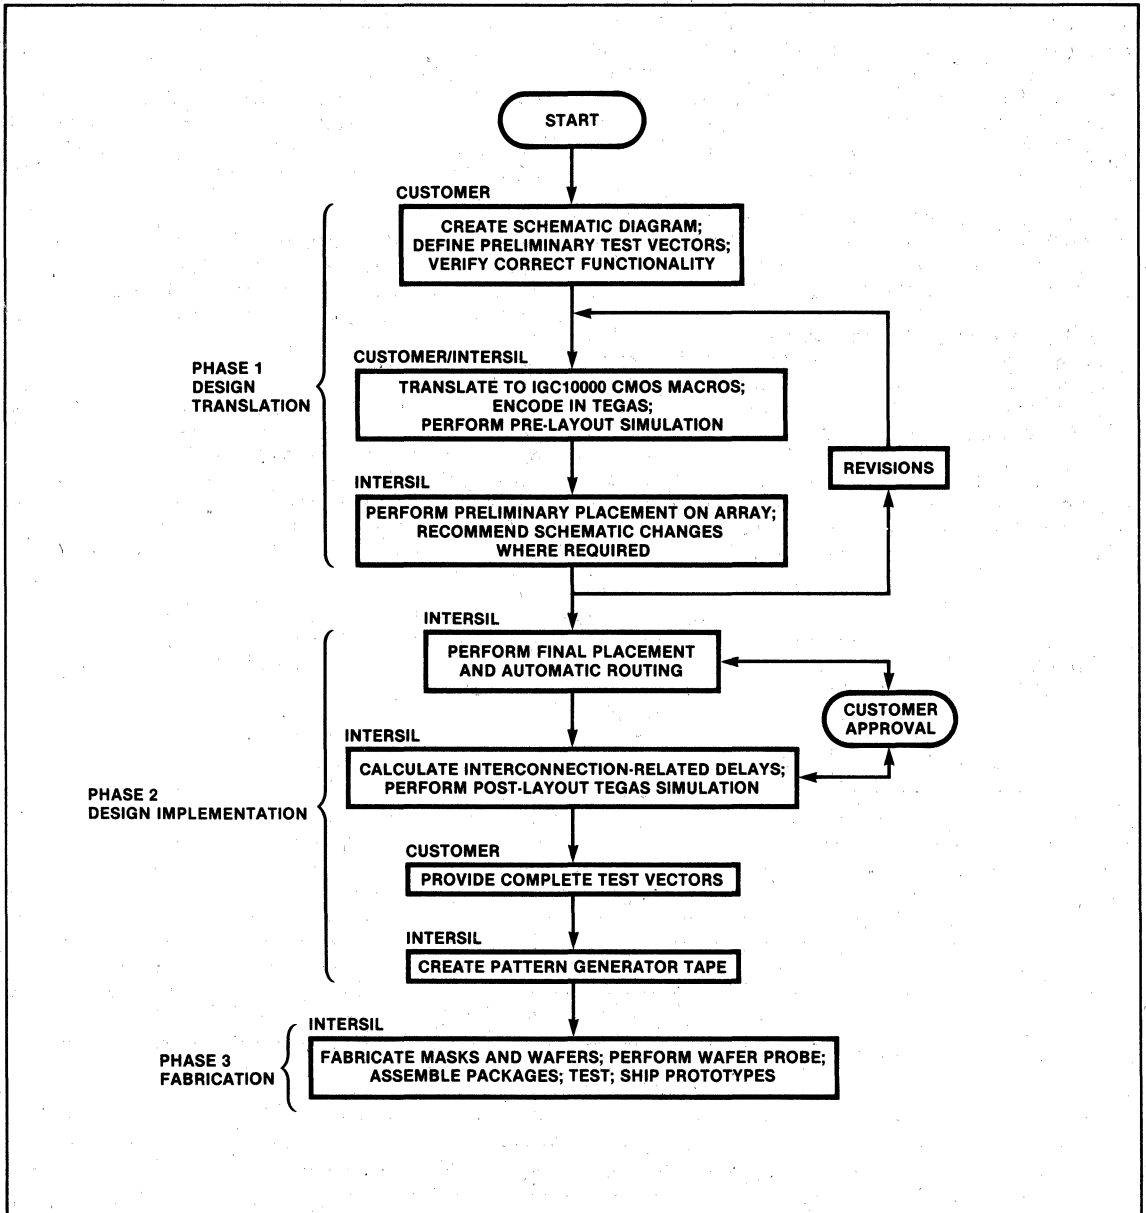 START
CUSTOMER
CREATE SCHEMATIC DIAGRAM;
DEFINE PRELIMINARY TEST VECTORS;
VERIFY CORRECT FUNCTIONALITY
PHASE 1
DESIGN
TRANSLATION
CUSTOMER/INTERSIL
TRANSLATE TO IGC10000 CMOS MACROS;
ENCODE IN TEGAS;
PERFORM PRE-LAYOUT SIMULATION
REVISIONS
INTERSIL
PERFORM PRELIMINARY PLACEMENT ON ARRAY;
RECOMMEND SCHEMATIC CHANGES
WHERE REQUIRED
INTERSIL
PERFORM FINAL PLACEMENT
AND AUTOMATIC ROUTING
CUSTOMER
APPROVAL
INTERSIL
CALCULATE INTERCONNECTION-RELATED DELAYS;
PERFORM POST-LAYOUT TEGAS SIMULATION
PHASE 2
DESIGN IMPLEMENTATION
CUSTOMER
PROVIDE COMPLETE TEST VECTORS
INTERSIL
CREATE PATTERN GENERATOR TAPE
INTERSIL
PHASE 3
FABRICATION
FABRICATE MASKS AND WAFERS; PERFORM WAFER PROBE;
ASSEMBLE PACKAGES; TEST; SHIP PROTOTYPES